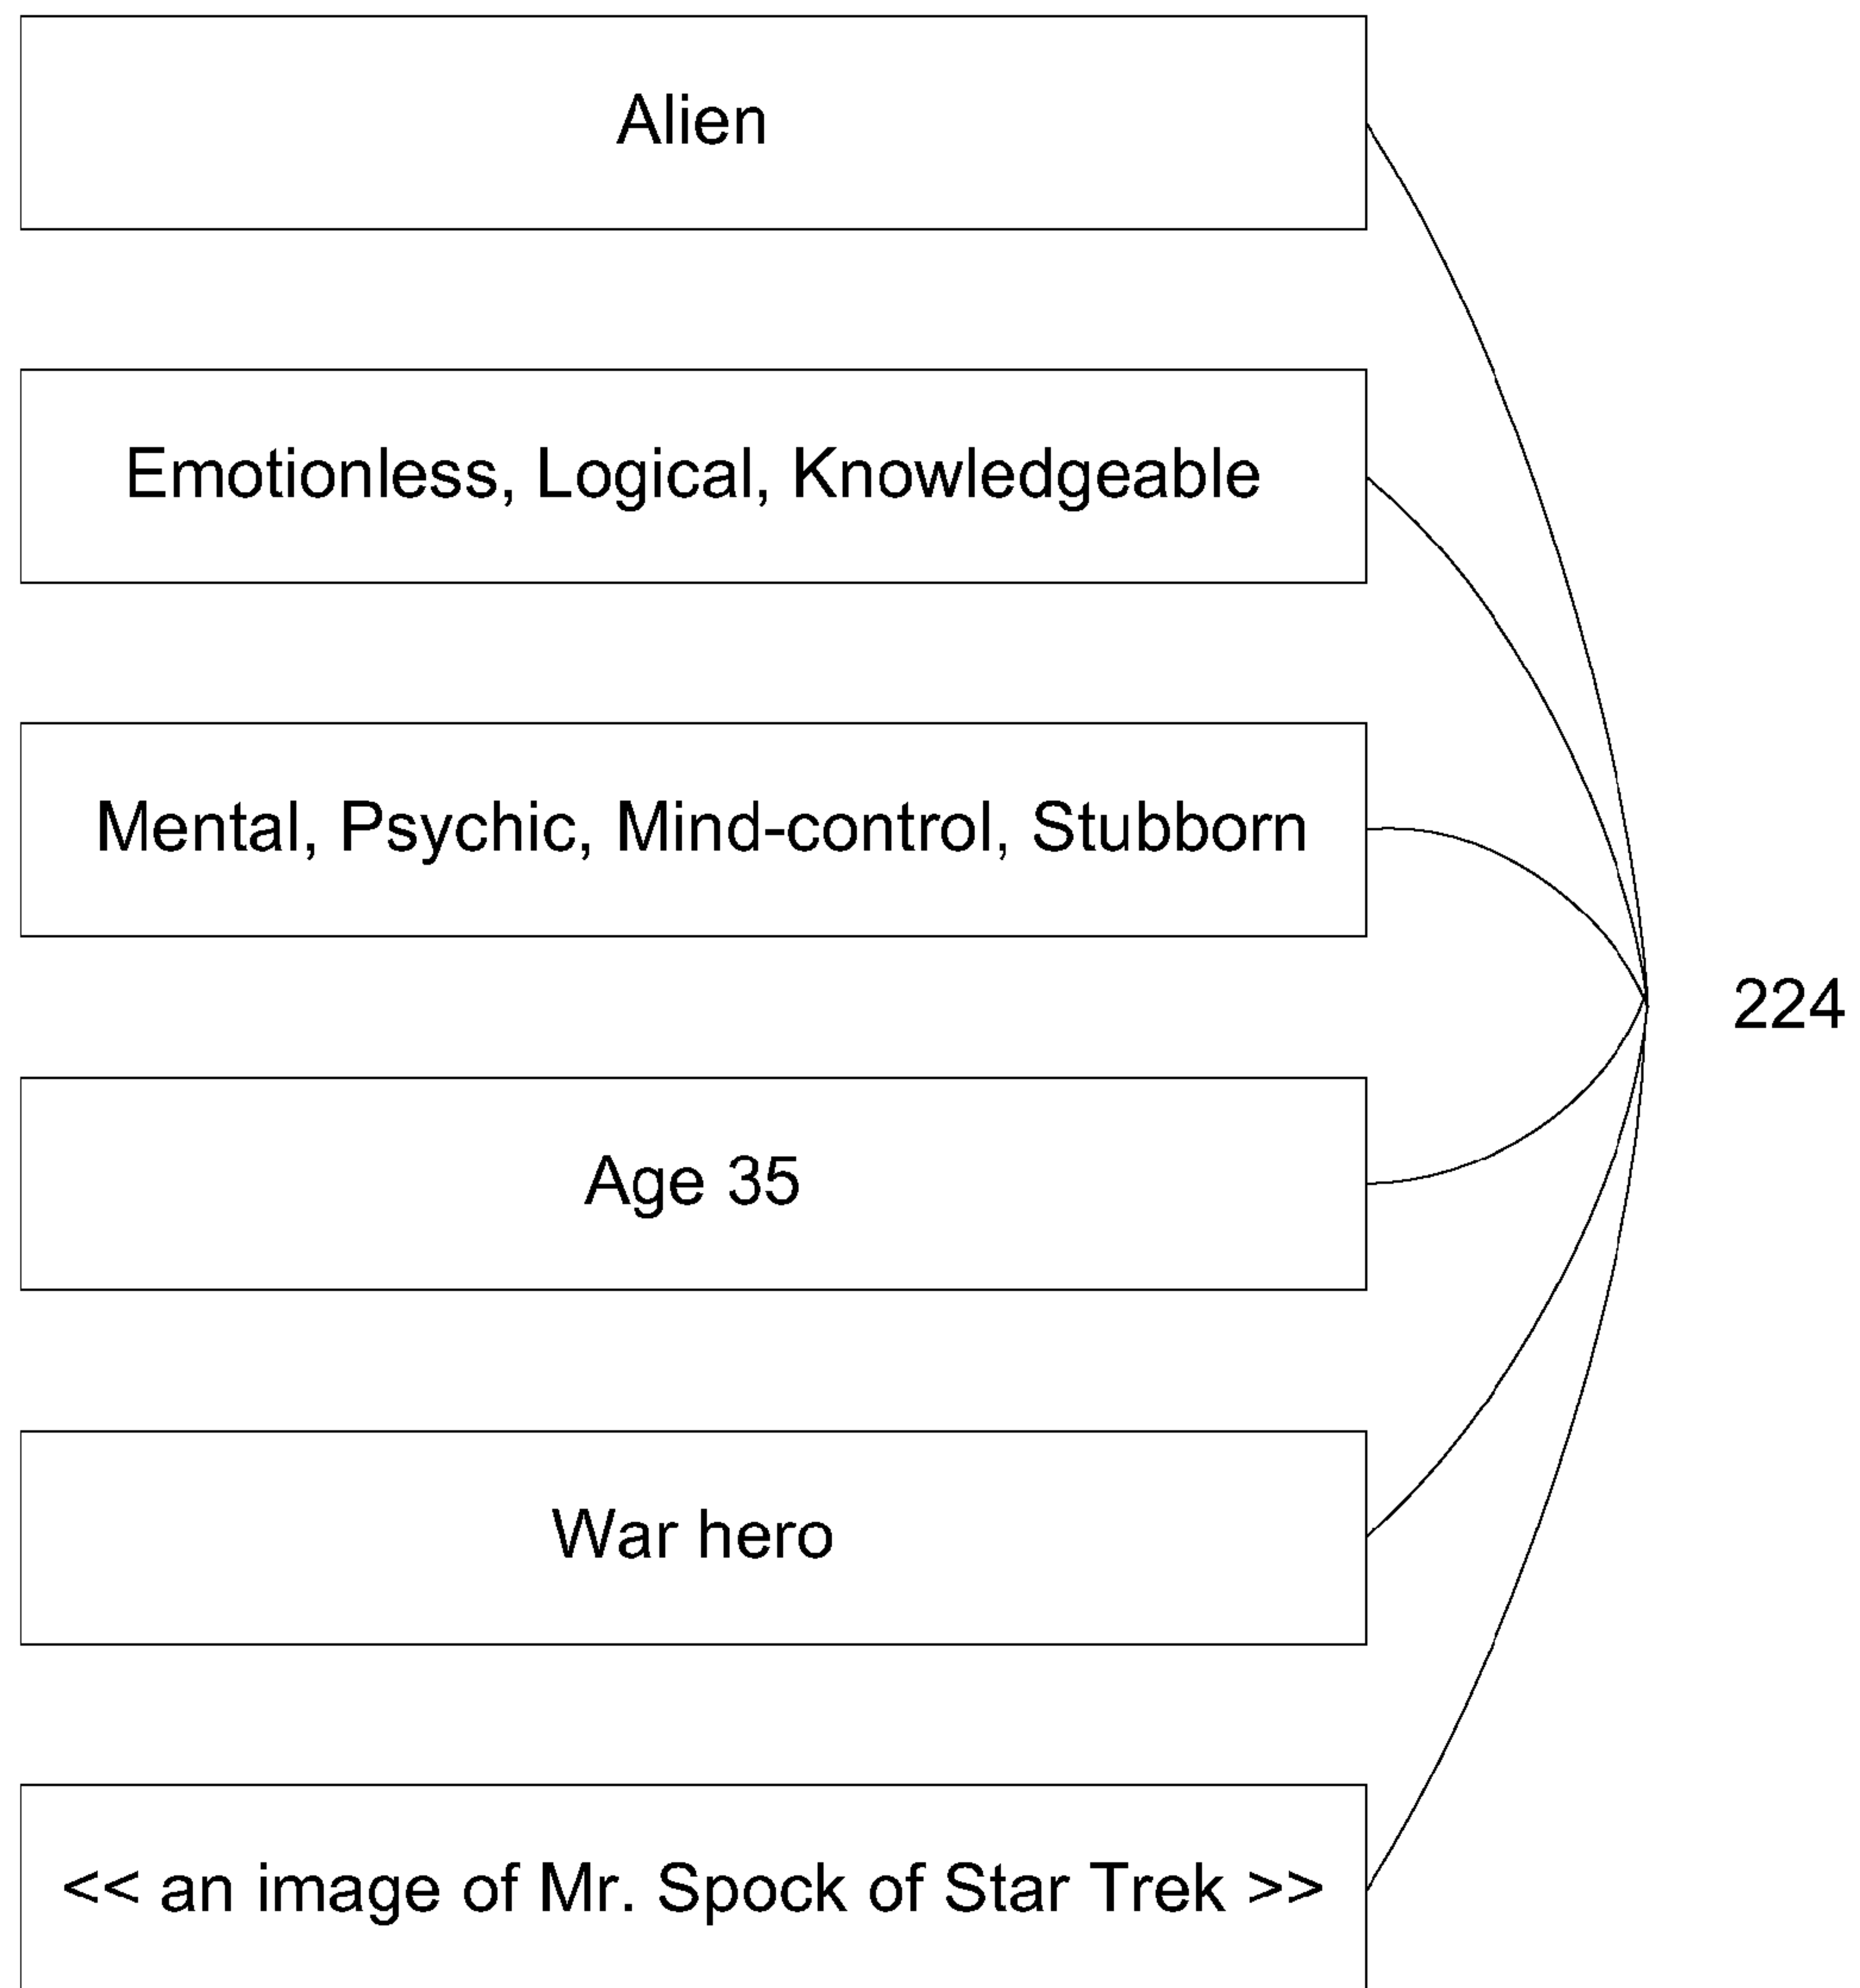 Alien
Emotionless, Logical, Knowledgeable
Mental, Psychic, Mind-control, Stubborn
224
Age 35
War hero
<< an image of Mr. Spock of Star Trek >>